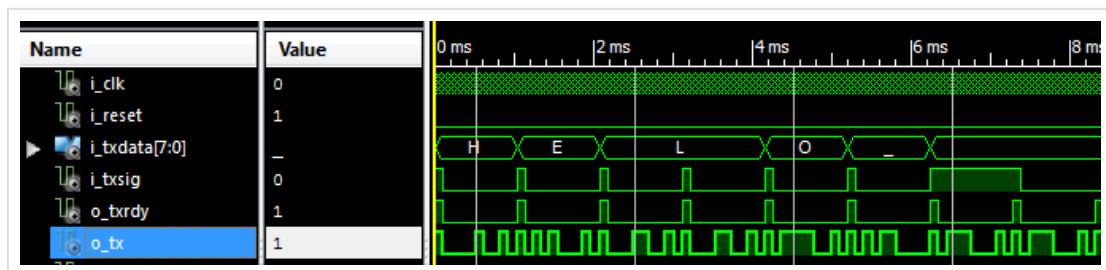 Name Value 0 ms 2 ms 4 ms 6 ms 8 m
i_clk 0
i_reset 1
i_txdata[7:0] _ H E L O _
i_txsig 0
o_txrdy 1
o_tx 1